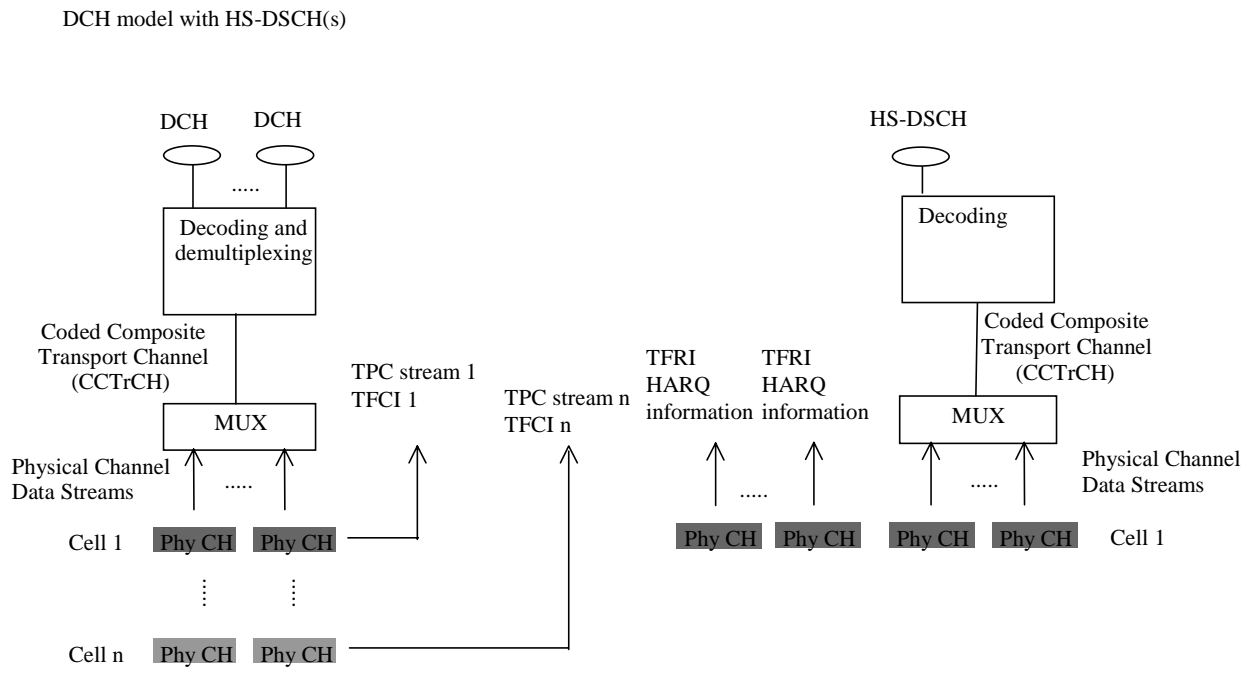 DCH model with HS-DSCH(s)
DCH
DCH
.....
Decoding and
demultiplexing
Coded Composite
Transport Channel
(CCTrCH)
MUX
Physical Channel
Data Streams
.....
TPC stream 1
TFCI 1
TPC stream n
TFCI n
Cell 1
Phy CH
Phy CH
Cell n
Phy CH
Phy CH
HS-DSCH
Decoding
Coded Composite
Transport Channel
(CCTrCH)
TFRI
HARQ
information
TFRI
HARQ
information
MUX
Physical Channel
Data Streams
.....
.....
Phy CH
Phy CH
Phy CH
Phy CH
Cell 1